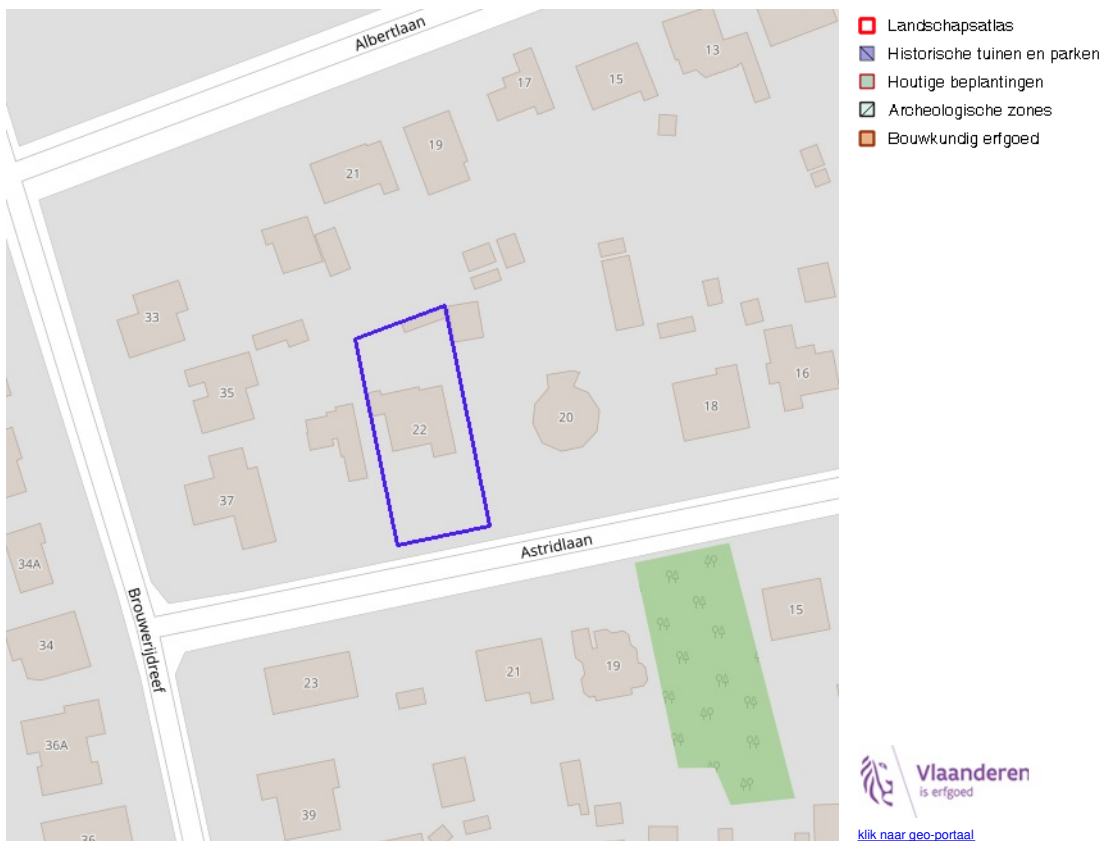 Albertlaan
13
15
17
19
21
33
35
22
20
18
16
37
Astridlaan
34A
Brouwerijdreef
34
23
21
19
15
36A
39
Landschapsatlas
Historische tuinen en parken
Houtige beplantingen
Archeologische zones
Bouwkundig erfgoed
Vlaanderen
is erfgoed
klik naar geo-portaal